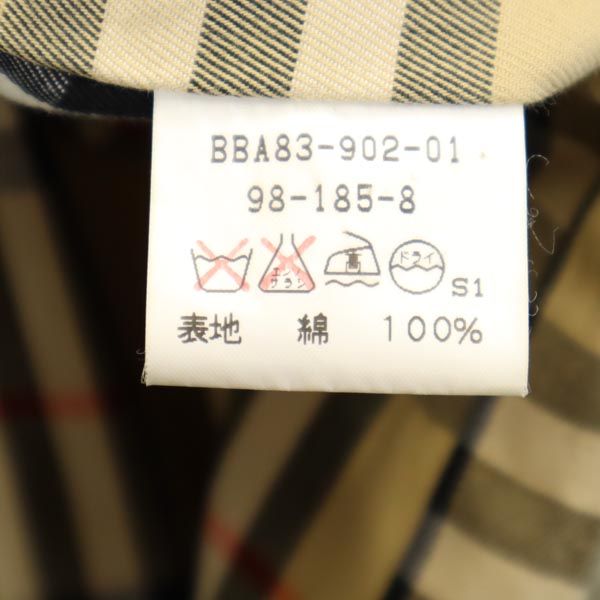 BBA83-902-01
98-185-8
エンソ サラシ 高 ドライ S1
表地 綿 100%